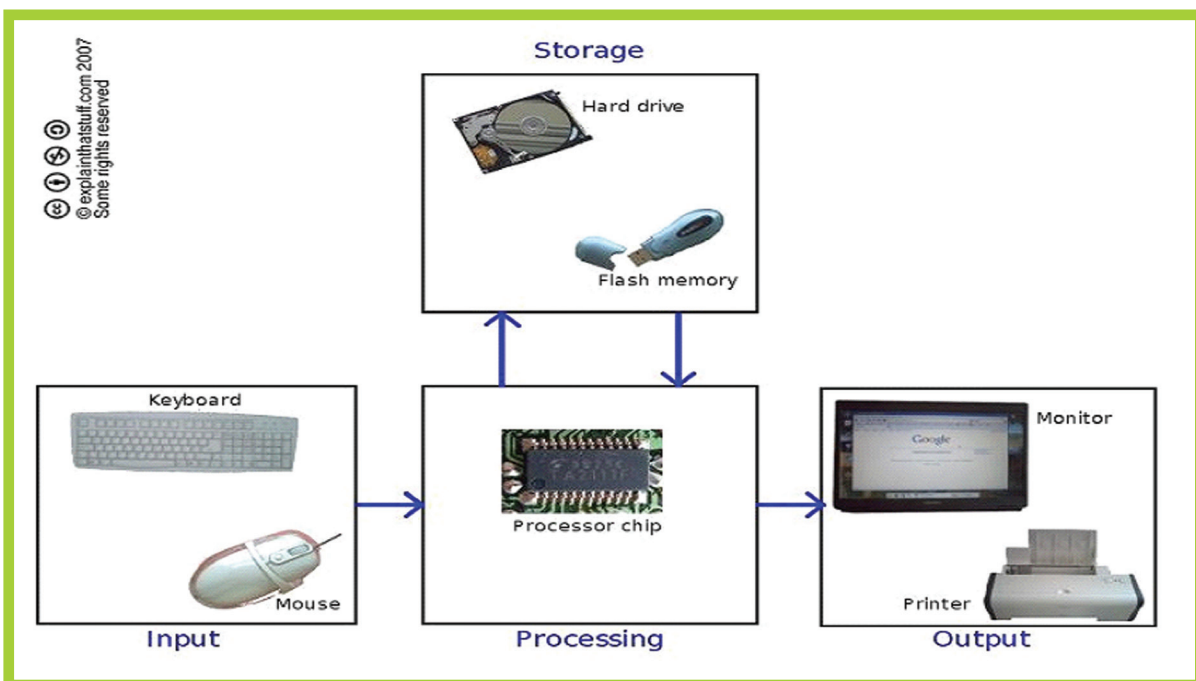 © explainthatstuff.com 2007
Some rights reserved
Storage
Hard drive
Flash memory
Keyboard
Mouse
Input
Processor chip
Processing
Google
Monitor
Printer
Output